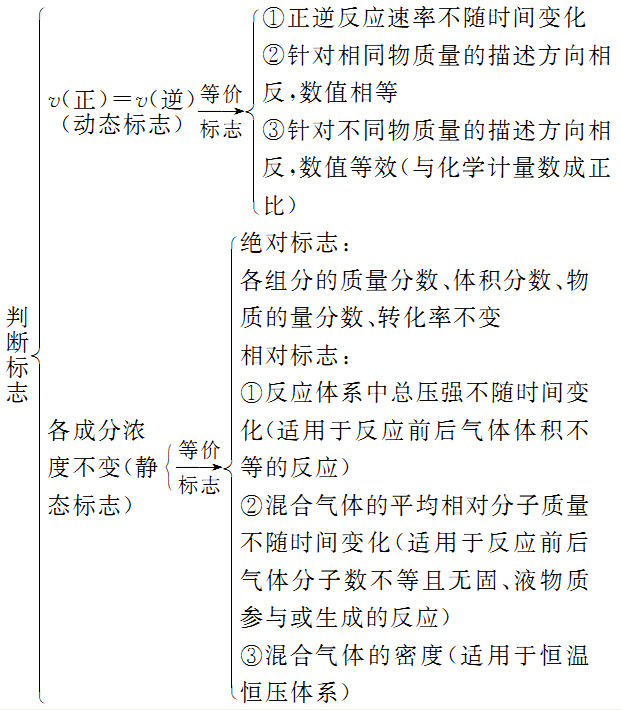 判断标志
v(正)=v(逆)
(动态标志)
等价
标志
①正逆反应速率不随时间变化
②针对相同物质量的描述方向相
反,数值相等
③针对不同物质量的描述方向相
反,数值等效(与化学计量数成正
比)
各成分浓
度不变(静
态标志)
等价
标志
绝对标志:
各组分的质量分数、体积分数、物
质的量分数、转化率不变
相对标志:
①反应体系中总压强不随时间变
化(适用于反应前后气体体积不
等的反应)
②混合气体的平均相对分子质量
不随时间变化(适用于反应前后
气体分子数不等且无固、液物质
参与或生成的反应)
③混合气体的密度(适用于恒温
恒压体系)